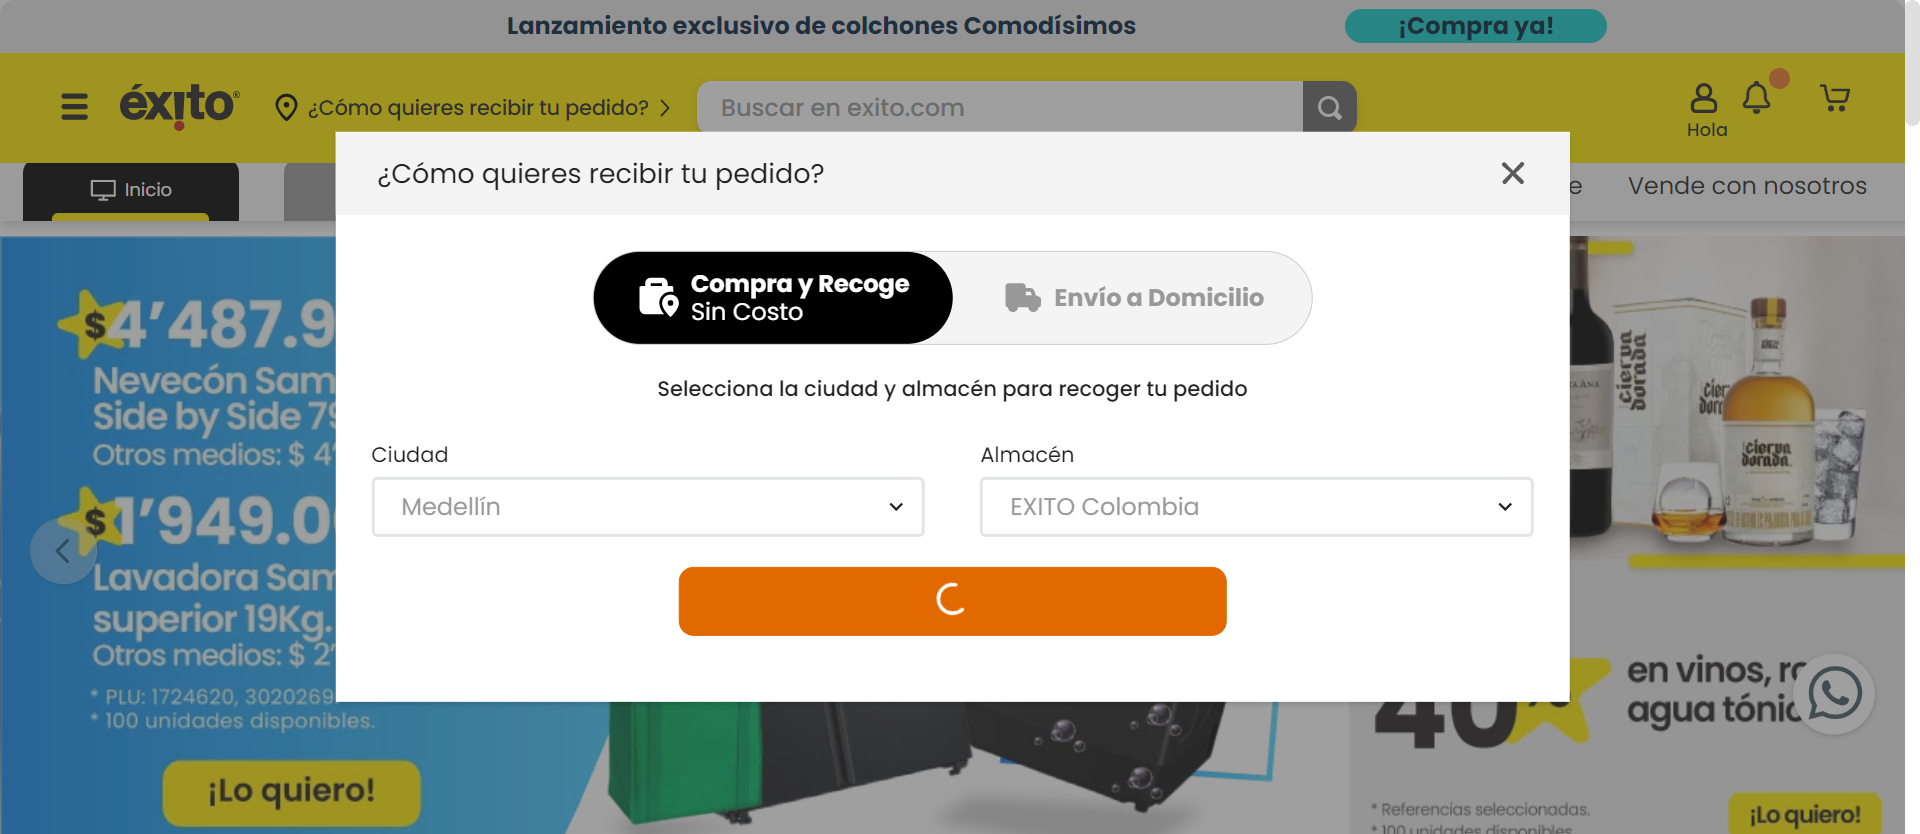 Lanzamiento exclusivo de colchones Comodísimos
¡Compra ya!
éxito
¿Cómo quieres recibir tu pedido?
Buscar en exito.com
Hola
Inicio
Vende con nosotros
¿Cómo quieres recibir tu pedido?
Compra y Recoge
Sin Costo
Envío a Domicilio
Selecciona la ciudad y almacén para recoger tu pedido
Ciudad
Medellín
Almacén
EXITO Colombia
$4'487.9
Nevecón Sam
Side by Side
Otros medios: $ 4'
$1'949.0
Lavadora Sam
superior 19Kg.
Otros medios: $ 2'
* PLU: 1724620, 3020269
* 100 unidades disponibles.
¡Lo quiero!
cierva
dorada
cierva
dorada
40%
en vinos,
agua
* Referencias seleccionadas.
* 100 unidades disponibles
¡Lo quiero!